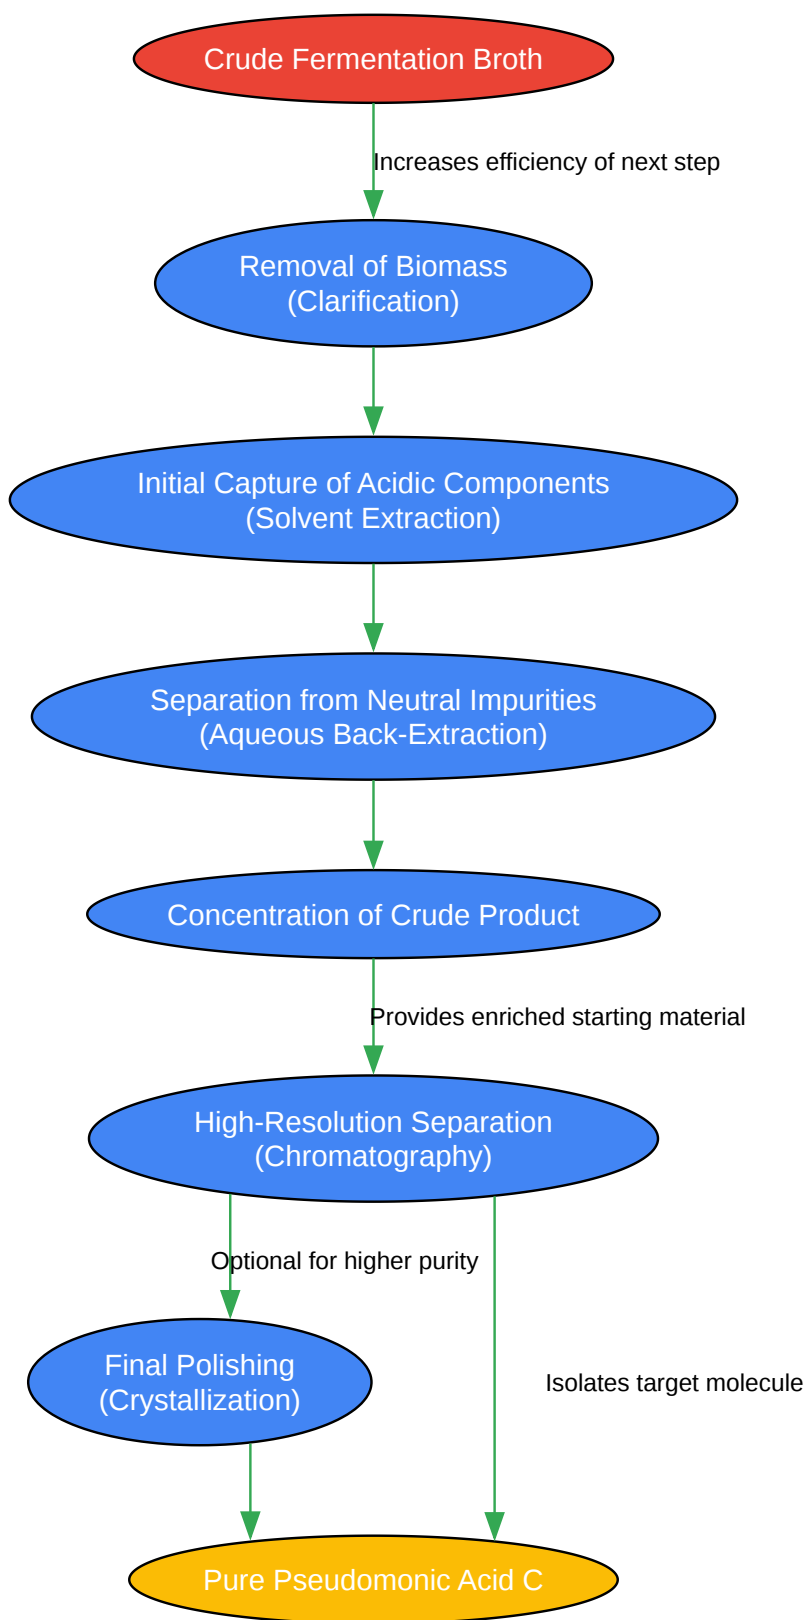 Crude Fermentation Broth
Increases efficiency of next step
Removal of Biomass
(Clarification)
Initial Capture of Acidic Components
(Solvent Extraction)
Separation from Neutral Impurities
(Aqueous Back-Extraction)
Concentration of Crude Product
Provides enriched starting material
High-Resolution Separation
(Chromatography)
Optional for higher purity
Final Polishing
(Crystallization)
Isolates target molecule
Pure Pseudomonic Acid C